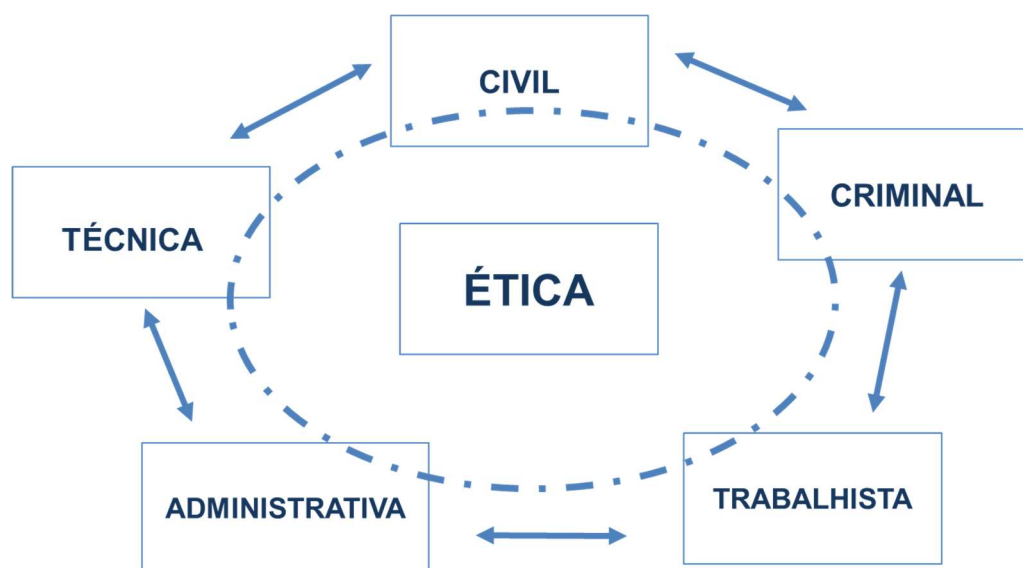 CIVIL
CRIMINAL
TÉCNICA
ÉTICA
ADMINISTRATIVA
TRABALHISTA